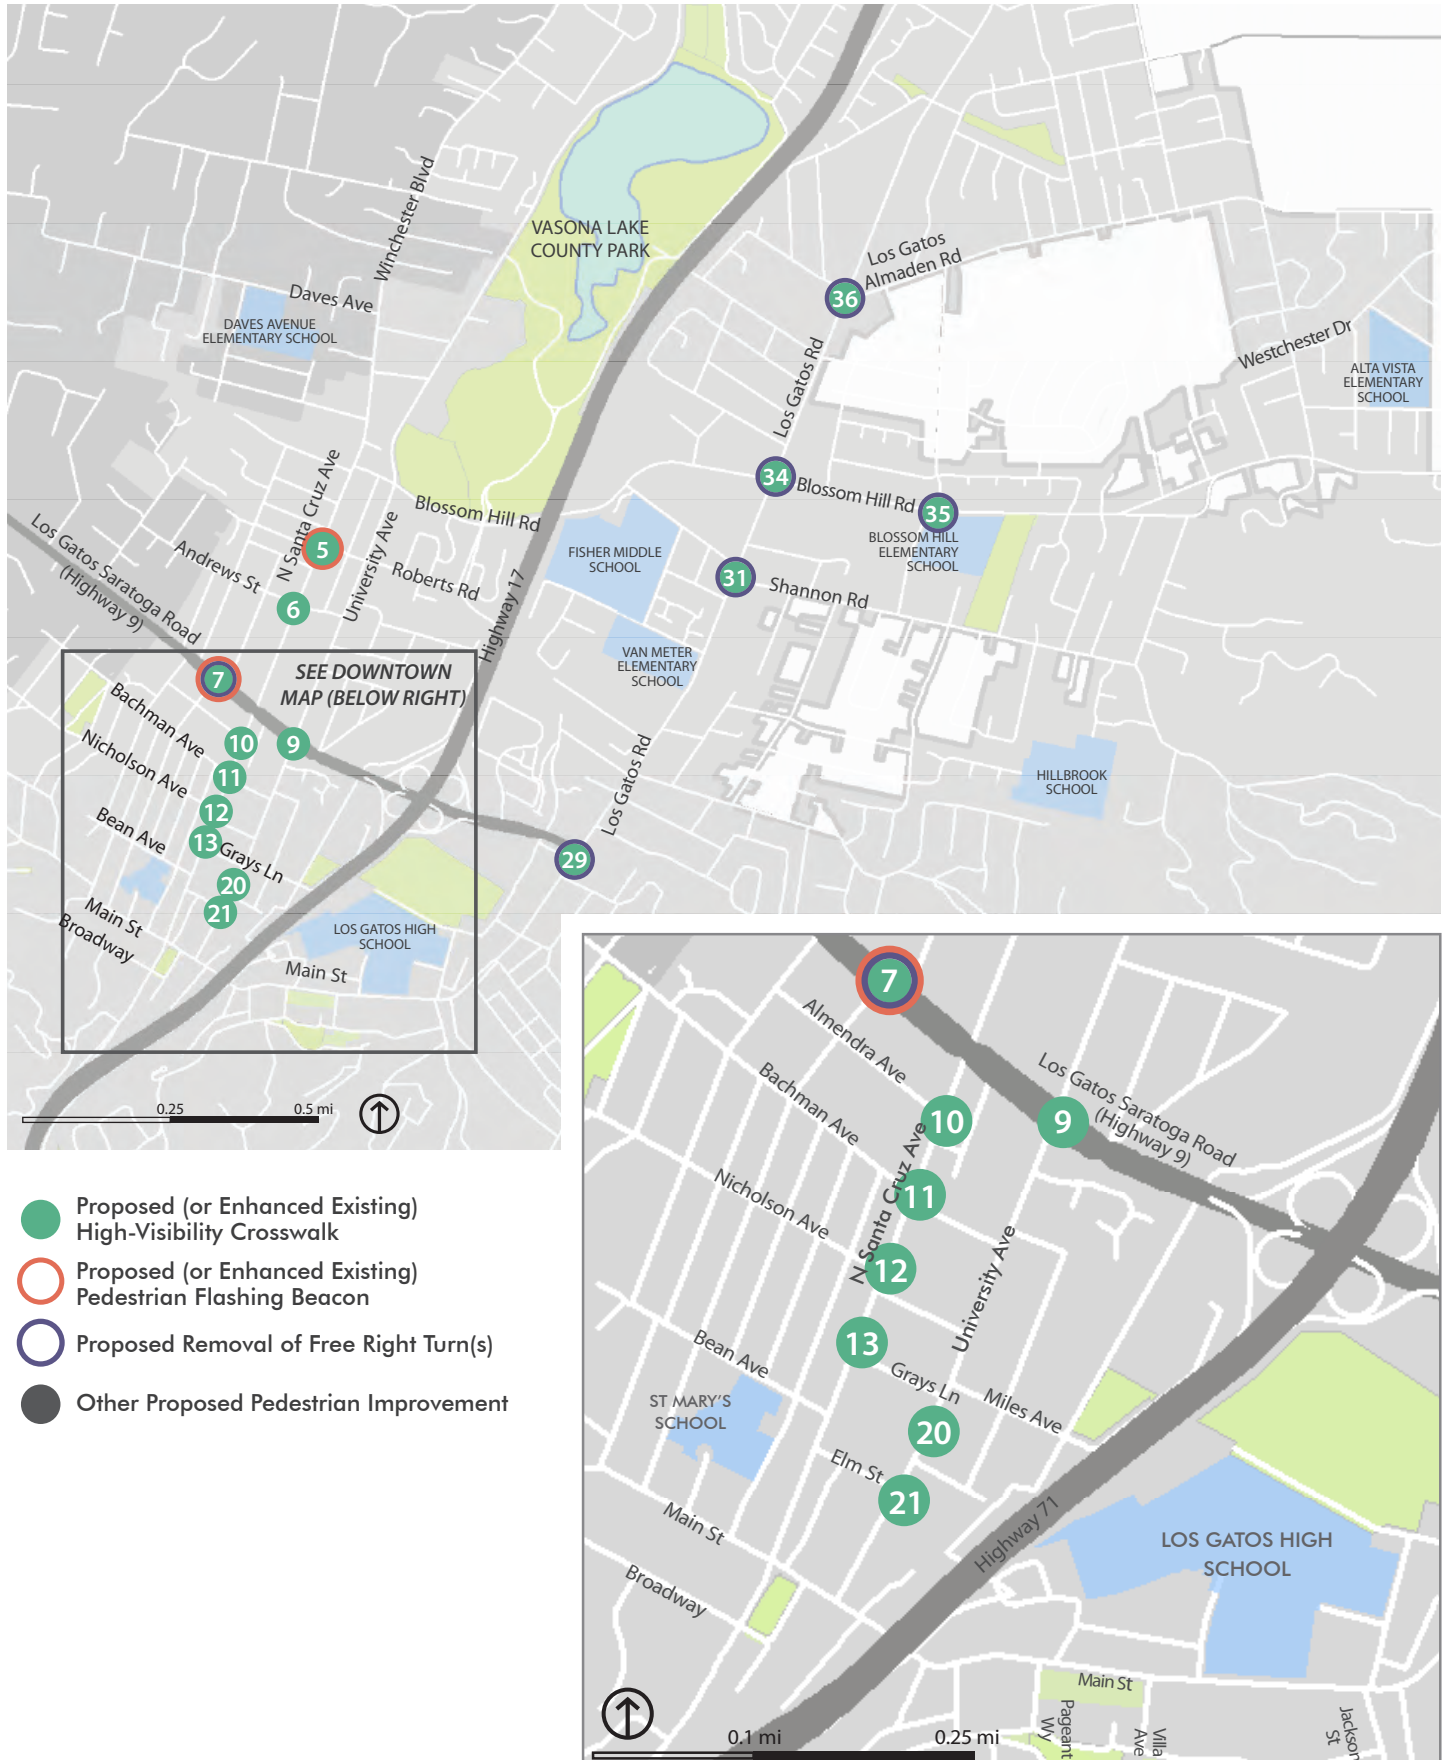 Winchester Blvd
VASONA LAKE
COUNTY PARK
Los Gatos
Almaden Rd
36
Daves Ave
DAVES AVENUE
ELEMENTARY SCHOOL
Los Gatos Rd
Westchester Dr
ALTA VISTA
ELEMENTARY
SCHOOL
N Santa Cruz Ave
34
Blossom Hill Rd
35
Blossom Hill Rd
University Ave
Los Gatos Saratoga Road
(Highway 9)
Andrews St
5
Roberts Rd
FISHER MIDDLE
SCHOOL
BLOSSOM HILL
ELEMENTARY
SCHOOL
31
Shannon Rd
6
Highway 17
VAN METER
ELEMENTARY
SCHOOL
SEE DOWNTOWN
MAP (BELOW RIGHT)
7
Bachman Ave
10
9
Nicholson Ave
11
12
Bean Ave
13
Grays Ln
20
21
Main St
Broadway
Los Gatos Rd
29
HILLBROOK
SCHOOL
LOS GATOS HIGH
SCHOOL
Main St
0.25
0.5 mi
Proposed (or Enhanced Existing)
High-Visibility Crosswalk
Proposed (or Enhanced Existing)
Pedestrian Flashing Beacon
Proposed Removal of Free Right Turn(s)
Other Proposed Pedestrian Improvement
7
Almendra Ave
Bachman Ave
10
9
Los Gatos Saratoga Road
(Highway 9)
N Santa Cruz Ave
11
Nicholson Ave
12
University Ave
13
Bean Ave
Grays Ln
Miles Ave
ST MARY'S
SCHOOL
20
Elm St
21
Main St
Highway 71
LOS GATOS HIGH
SCHOOL
Broadway
Main St
Pageant
Wy
Villa
Ave
Jackson
St
0.1 mi
0.25 mi